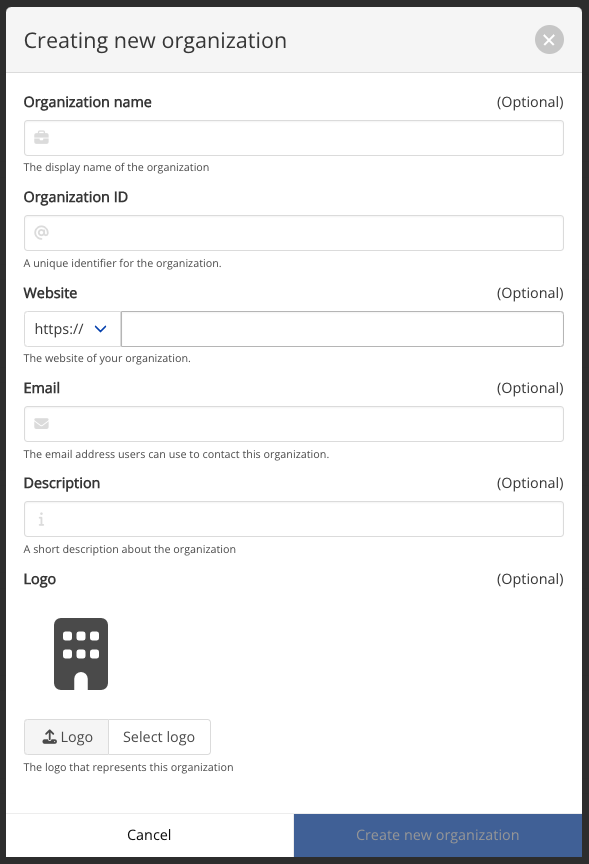 Creating new organization
Organization name (Optional)
The display name of the organization
Organization ID
A unique identifier for the organization.
Website (Optional)
https://
The website of your organization.
Email (Optional)
The email address users can use to contact this organization.
Description (Optional)
A short description about the organization
Logo (Optional)
Logo Select logo
The logo that represents this organization
Cancel Create new organization